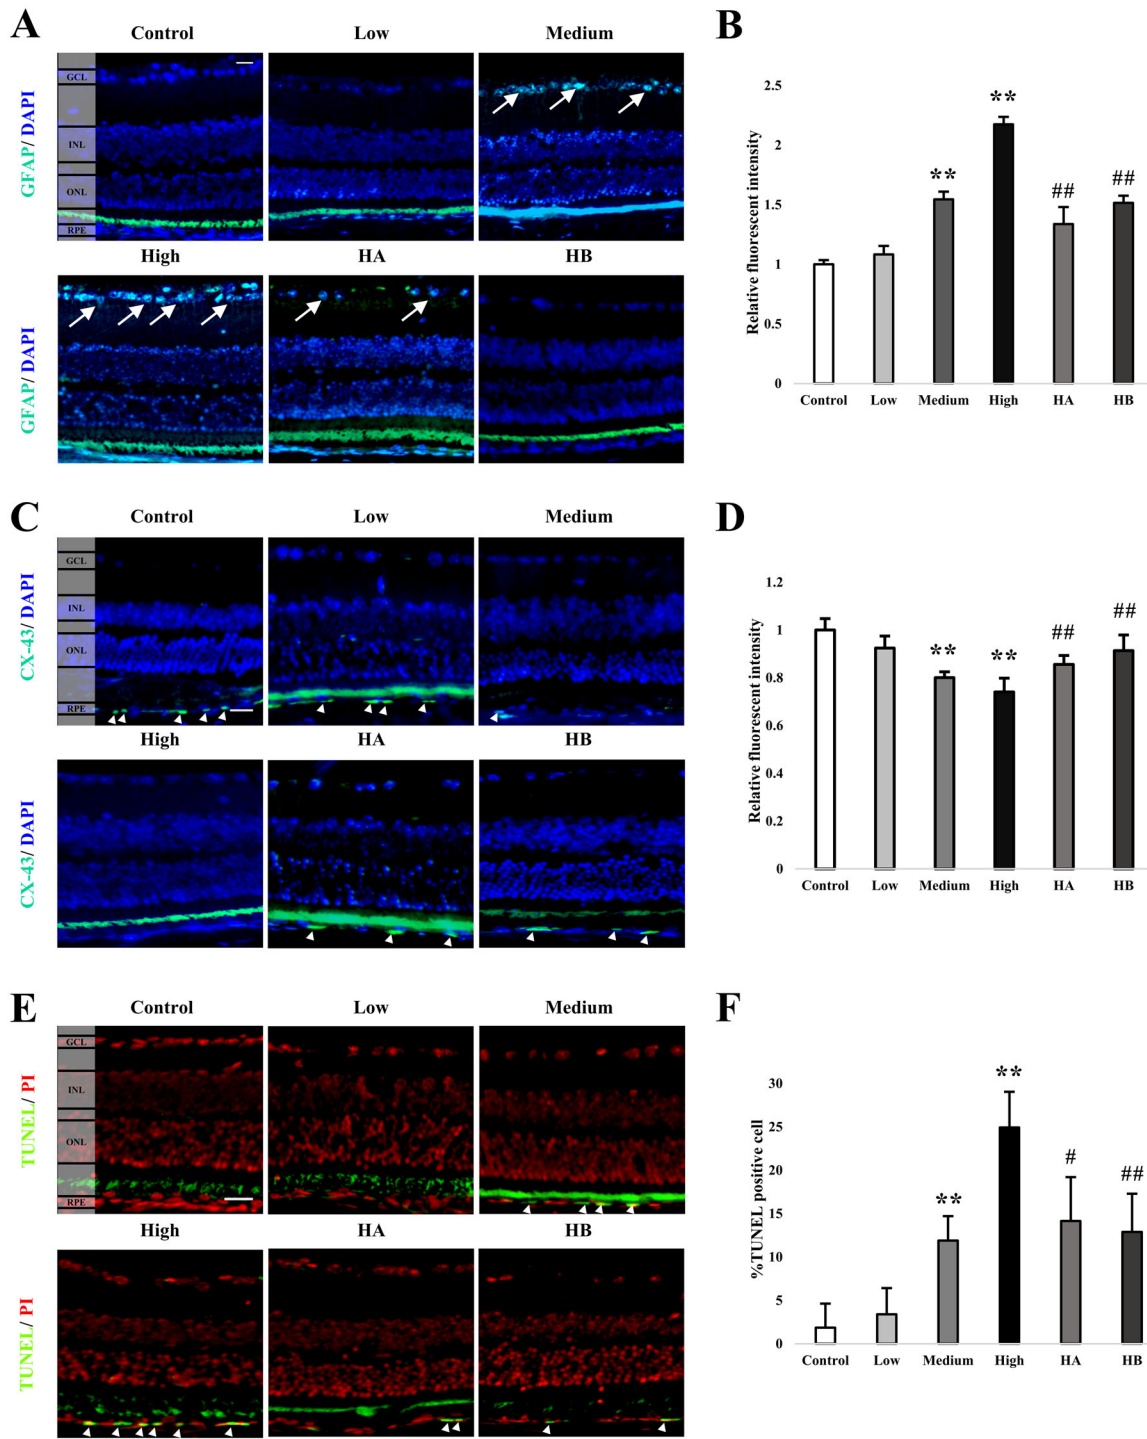 A
Control Low Medium
GFAP/ DAPI
GCL
INL
ONL
RPE
High HA HB
GFAP/ DAPI
B
Relative fluorescent intensity
2.5
2
1.5
1
0.5
0
** ** ## ##
Control Low Medium High HA HB
C
Control Low Medium
CX-43/ DAPI
GCL
INL
ONL
RPE
High HA HB
CX-43/ DAPI
D
Relative fluorescent intensity
1.2
1
0.8
0.6
0.4
0.2
0
** ** ## ##
Control Low Medium High HA HB
E
Control Low Medium
TUNEL/ PI
GCL
INL
ONL
RPE
High HA HB
TUNEL/ PI
F
%TUNEL positive cell
30
25
20
15
10
5
0
** ** # ##
Control Low Medium High HA HB